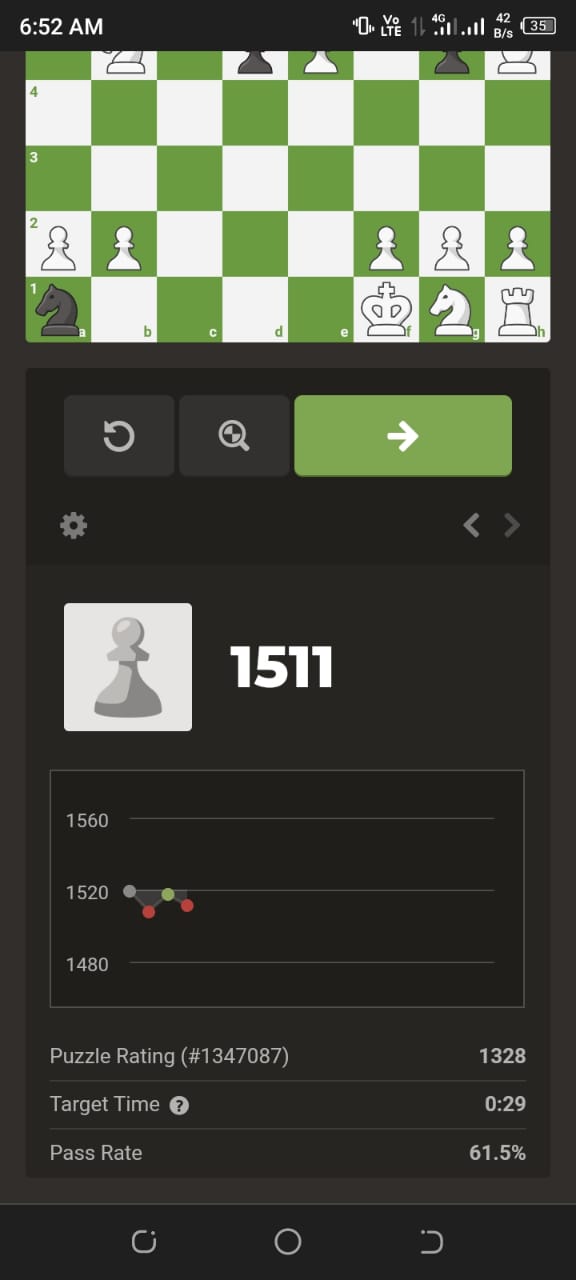 6:52 AM Vo LTE 4G 42 B/s 35
4
3
2
1
a b c d e f g h
1511
1560
1520
1480
Puzzle Rating (#1347087) 1328
Target Time ? 0:29
Pass Rate 61.5%